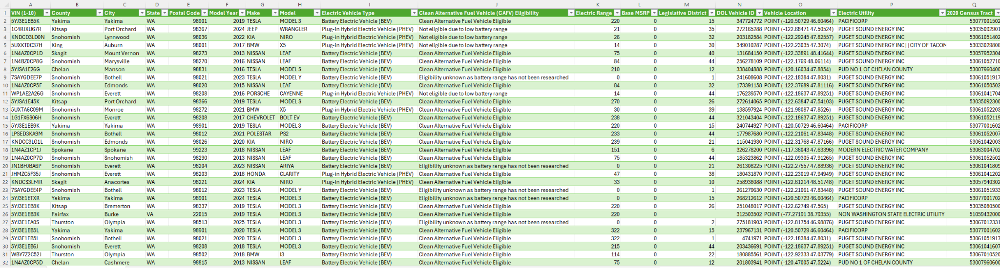 A B C D E F G H I J K L M N O P Q
1 VIN (1-10) County City State Postal Code Model Year Make Model Electric Vehicle Type Clean Alternative Fuel Vehicle (CAFV) Eligibility Electric Range Base MSRP Legislative District DOL Vehicle ID Vehicle Location Electric Utility 2020 Census Tract
2 5YJ3E1EB5K Yakima Yakima WA 98901 2019 TESLA MODEL 3 Battery Electric Vehicle (BEV) Clean Alternative Fuel Vehicle Eligible 220 0 15 347724772 POINT (-120.50729 46.60464) PACIFICORP 5307700150
3 1C4RJXU67R Kitsap Port Orchard WA 98367 2024 JEEP WRANGLER Plug-in Hybrid Electric Vehicle (PHEV) Not eligible due to low battery range 21 0 35 272165288 POINT (-122.68471 47.50524) PUGET SOUND ENERGY INC 5303509290
4 KNDCD3LD0N Snohomish Lynnwood WA 98036 2022 KIA NIRO Plug-in Hybrid Electric Vehicle (PHEV) Not eligible due to low battery range 26 0 32 203182584 POINT (-122.29245 47.82557) PUGET SOUND ENERGY INC 5306105140
5 5UXKT0C37H King Auburn WA 98001 2017 BMW X5 Plug-in Hybrid Electric Vehicle (PHEV) Not eligible due to low battery range 14 0 30 349010287 POINT (-122.23035 47.3074) PUGET SOUND ENERGY INC||CITY OF TACOM 5303302980
6 1N4AZ0CP1D Skagit Mount Vernon WA 98273 2013 NISSAN LEAF Battery Electric Vehicle (BEV) Clean Alternative Fuel Vehicle Eligible 75 0 40 131684150 POINT (-122.33891 48.41644) PUGET SOUND ENERGY INC 5305795230
7 1N4BZ0CP8G Snohomish Marysville WA 98270 2016 NISSAN LEAF Battery Electric Vehicle (BEV) Clean Alternative Fuel Vehicle Eligible 84 0 44 256278109 POINT (-122.1769 48.06114) PUGET SOUND ENERGY INC 5306105271
8 5YJSA1E26G Chelan Manson WA 98831 2016 TESLA MODEL S Battery Electric Vehicle (BEV) Clean Alternative Fuel Vehicle Eligible 210 0 12 338404888 POINT (-120.16034 47.8854) PUD NO 1 OF CHELAN COUNTY 5300796040
9 7SAYGDEE7P Snohomish Bothell WA 98021 2023 TESLA MODEL Y Battery Electric Vehicle (BEV) Eligibility unknown as battery range has not been researched 0 0 1 241608608 POINT (-122.18384 47.8031) PUGET SOUND ENERGY INC 5306105191
10 1N4AZ0CP5F Snohomish Edmonds WA 98020 2015 NISSAN LEAF Battery Electric Vehicle (BEV) Clean Alternative Fuel Vehicle Eligible 84 0 32 173391158 POINT (-122.37689 47.81116) PUGET SOUND ENERGY INC 5306105050
11 WP1AE2A26G Snohomish Everett WA 98208 2016 PORSCHE CAYENNE Plug-in Hybrid Electric Vehicle (PHEV) Not eligible due to low battery range 14 0 44 176239570 POINT (-122.18637 47.89251) PUGET SOUND ENERGY INC 5306104170
12 5YJSA1E45K Kitsap Port Orchard WA 98366 2019 TESLA MODEL S Battery Electric Vehicle (BEV) Clean Alternative Fuel Vehicle Eligible 270 0 26 272614065 POINT (-122.63847 47.54103) PUGET SOUND ENERGY INC 5303509230
13 5UXTA6C09M Snohomish Monroe WA 98272 2021 BMW X5 Plug-in Hybrid Electric Vehicle (PHEV) Clean Alternative Fuel Vehicle Eligible 30 0 39 138597924 POINT (-121.98087 47.8526) PUGET SOUND ENERGY INC 5306105220
14 1G1FX6S06H Snohomish Everett WA 98208 2017 CHEVROLET BOLT EV Battery Electric Vehicle (BEV) Clean Alternative Fuel Vehicle Eligible 238 0 44 321043404 POINT (-122.18637 47.89251) PUGET SOUND ENERGY INC 5306105211
15 5YJ3E1EB9K Yakima Yakima WA 98901 2019 TESLA MODEL 3 Battery Electric Vehicle (BEV) Clean Alternative Fuel Vehicle Eligible 220 0 15 240744927 POINT (-120.50729 46.60464) PACIFICORP 5307700160
16 LPSED3KA9M Snohomish Bothell WA 98012 2021 POLESTAR PS2 Battery Electric Vehicle (BEV) Clean Alternative Fuel Vehicle Eligible 233 0 44 177987680 POINT (-122.21061 47.83448) PUGET SOUND ENERGY INC 5306105200
17 KNDCC3LG1L Snohomish Edmonds WA 98026 2020 KIA NIRO Battery Electric Vehicle (BEV) Clean Alternative Fuel Vehicle Eligible 239 0 21 115041930 POINT (-122.31768 47.87166) PUGET SOUND ENERGY INC 5306104200
18 1N4AZ1CP1J Spokane Spokane WA 99223 2018 NISSAN LEAF Battery Electric Vehicle (BEV) Clean Alternative Fuel Vehicle Eligible 151 0 6 326278200 POINT (-117.36043 47.63396) MODERN ELECTRIC WATER COMPANY 5306300470
19 1N4AZ0CP7D Snohomish Snohomish WA 98290 2013 NISSAN LEAF Battery Electric Vehicle (BEV) Clean Alternative Fuel Vehicle Eligible 75 0 44 185323862 POINT (-122.09305 47.91265) PUGET SOUND ENERGY INC 5306105250
20 JN1BF0BA6P Snohomish Everett WA 98204 2023 NISSAN ARIYA Battery Electric Vehicle (BEV) Eligibility unknown as battery range has not been researched 0 0 21 261308225 POINT (-122.27557 47.88936) PUGET SOUND ENERGY INC 5306104180
21 JHMZC5F35J Snohomish Everett WA 98203 2018 HONDA CLARITY Plug-in Hybrid Electric Vehicle (PHEV) Clean Alternative Fuel Vehicle Eligible 47 0 38 180431870 POINT (-122.23019 47.94949) PUGET SOUND ENERGY INC 5306104120
22 KNDCS3LF4R Skagit Anacortes WA 98221 2024 KIA NIRO Plug-in Hybrid Electric Vehicle (PHEV) Clean Alternative Fuel Vehicle Eligible 33 0 10 258938088 POINT (-122.61214 48.51748) PUGET SOUND ENERGY INC 5305794030
23 7SAYGDEE4P Snohomish Bothell WA 98012 2023 TESLA MODEL Y Battery Electric Vehicle (BEV) Eligibility unknown as battery range has not been researched 0 0 1 261279630 POINT (-122.21061 47.83448) PUGET SOUND ENERGY INC 5306105193
24 5YJ3E1ETXR Yakima Yakima WA 98901 2024 TESLA MODEL 3 Battery Electric Vehicle (BEV) Eligibility unknown as battery range has not been researched 0 0 15 268212612 POINT (-120.50729 46.60464) PACIFICORP 5307700170
25 5YJ3E1EB8K Kitsap Bremerton WA 98337 2019 TESLA MODEL 3 Battery Electric Vehicle (BEV) Clean Alternative Fuel Vehicle Eligible 220 0 26 251048017 POINT (-122.62749 47.565) PUGET SOUND ENERGY INC 5303508050
26 5YJ3E1EB3K Fairfax Burke VA 22015 2019 TESLA MODEL 3 Battery Electric Vehicle (BEV) Clean Alternative Fuel Vehicle Eligible 220 0 312503502 POINT (-77.27191 38.79355) NON WASHINGTON STATE ELECTRIC UTILITY 5105943200
27 5YJ3E1EA0S Thurston Olympia WA 98513 2025 TESLA MODEL 3 Battery Electric Vehicle (BEV) Eligibility unknown as battery range has not been researched 0 0 2 275181903 POINT (-122.81754 46.98876) PUGET SOUND ENERGY INC 5306701233
28 5YJ3E1EB5L Yakima Yakima WA 98901 2020 TESLA MODEL 3 Battery Electric Vehicle (BEV) Clean Alternative Fuel Vehicle Eligible 322 0 15 237967131 POINT (-120.50729 46.60464) PACIFICORP 5307700160
29 5YJ3E1EB5L Snohomish Bothell WA 98021 2020 TESLA MODEL 3 Battery Electric Vehicle (BEV) Clean Alternative Fuel Vehicle Eligible 322 0 1 4741971 POINT (-122.18384 47.8031) PUGET SOUND ENERGY INC 5306105191
30 5YJ3E1EB6J Snohomish Everett WA 98208 2018 TESLA MODEL 3 Battery Electric Vehicle (BEV) Clean Alternative Fuel Vehicle Eligible 215 0 44 203436691 POINT (-122.18637 47.89251) PUGET SOUND ENERGY INC 5306104160
31 WBY7Z2C52J Thurston Olympia WA 98502 2018 BMW I3 Battery Electric Vehicle (BEV) Clean Alternative Fuel Vehicle Eligible 114 0 22 180885561 POINT (-122.92333 47.03779) PUGET SOUND ENERGY INC 5306701052
32 1N4AZ0CP5D Chelan Cashmere WA 98815 2013 NISSAN LEAF Battery Electric Vehicle (BEV) Clean Alternative Fuel Vehicle Eligible 75 0 12 201803941 POINT (-120.47005 47.5224) PUD NO 1 OF CHELAN COUNTY 5300796060